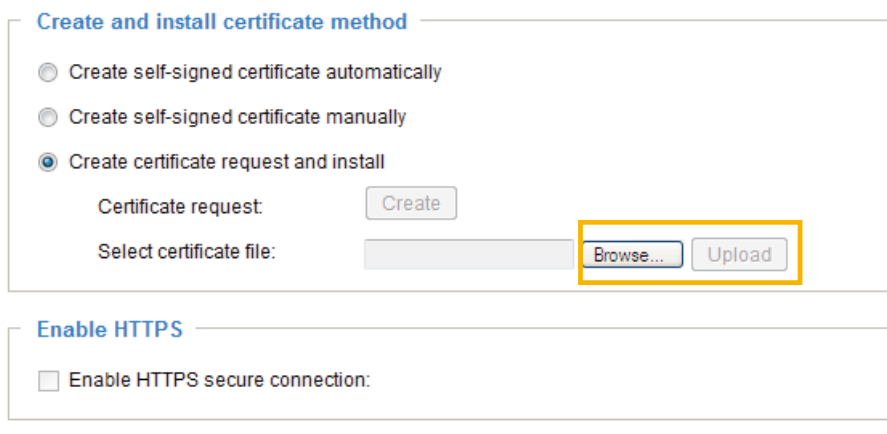 Create and install certificate method
Create self-signed certificate automatically
Create self-signed certificate manually
Create certificate request and install
Certificate request: Create
Select certificate file: Browse... Upload
Enable HTTPS
Enable HTTPS secure connection: